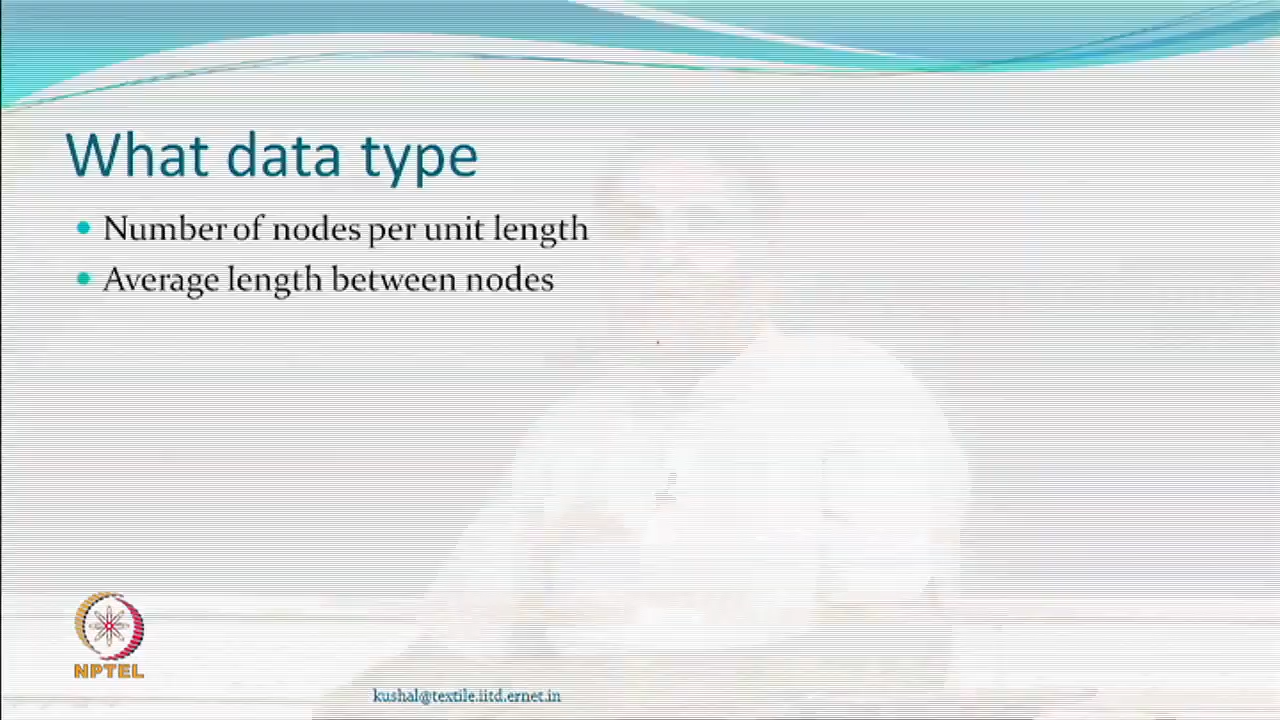 What data type
Number of nodes per unit length
Average length between nodes
NPTEL
kushal@textile.iitd.ernet.in